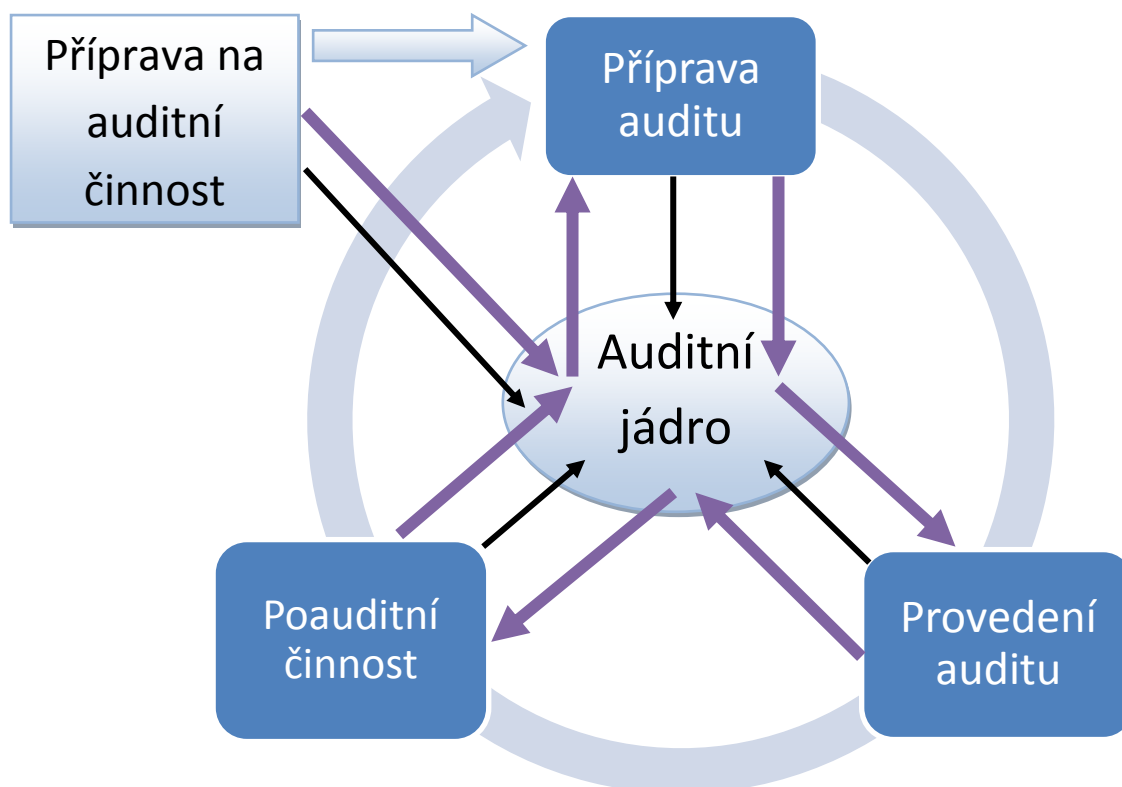 Příprava na
auditní
činnost
Příprava
auditu
Auditní
jádro
Poauditní
činnost
Provedení
auditu